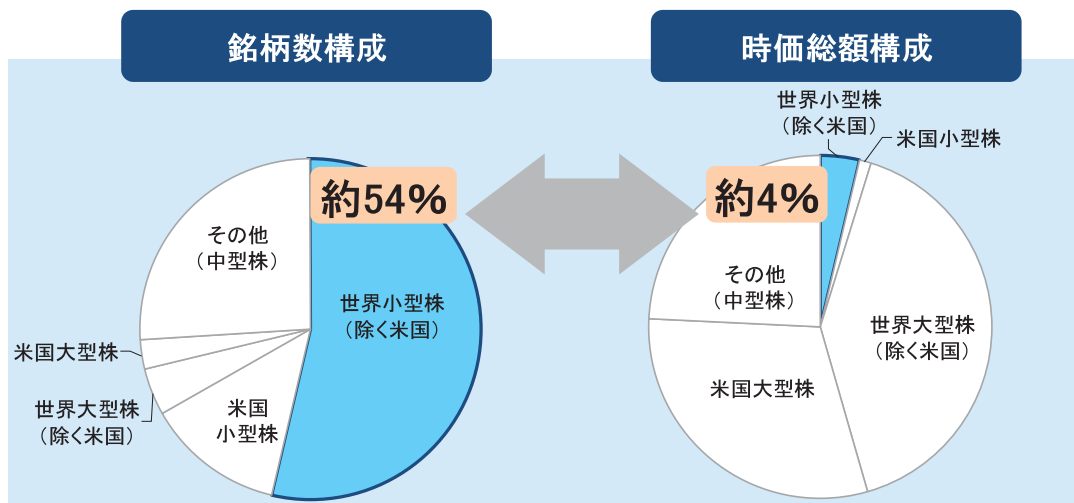 銘柄数構成
約54%
その他
（中型株）
世界小型株
（除く米国）
米国大型株
世界大型株
（除く米国）
米国
小型株
時価総額構成
世界小型株
（除く米国）
米国小型株
約4%
その他
（中型株）
世界大型株
（除く米国）
米国大型株